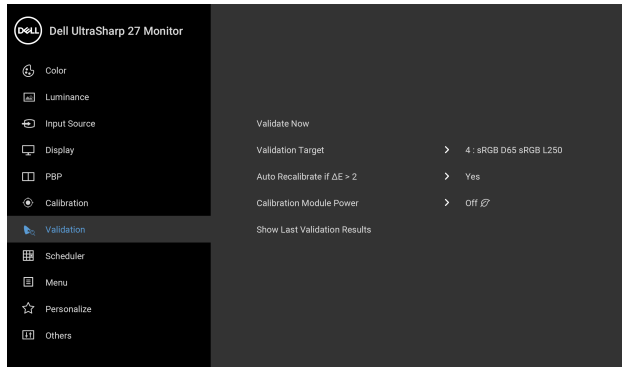 DELL Dell UltraSharp 27 Monitor
Color
Luminance
Input Source
Validate Now
Display
Validation Target
4 : sRGB D65 sRGB L250
PBP
Auto Recalibrate if ΔE > 2
Yes
Calibration
Calibration Module Power
Off
Validation
Show Last Validation Results
Scheduler
Menu
Personalize
Others